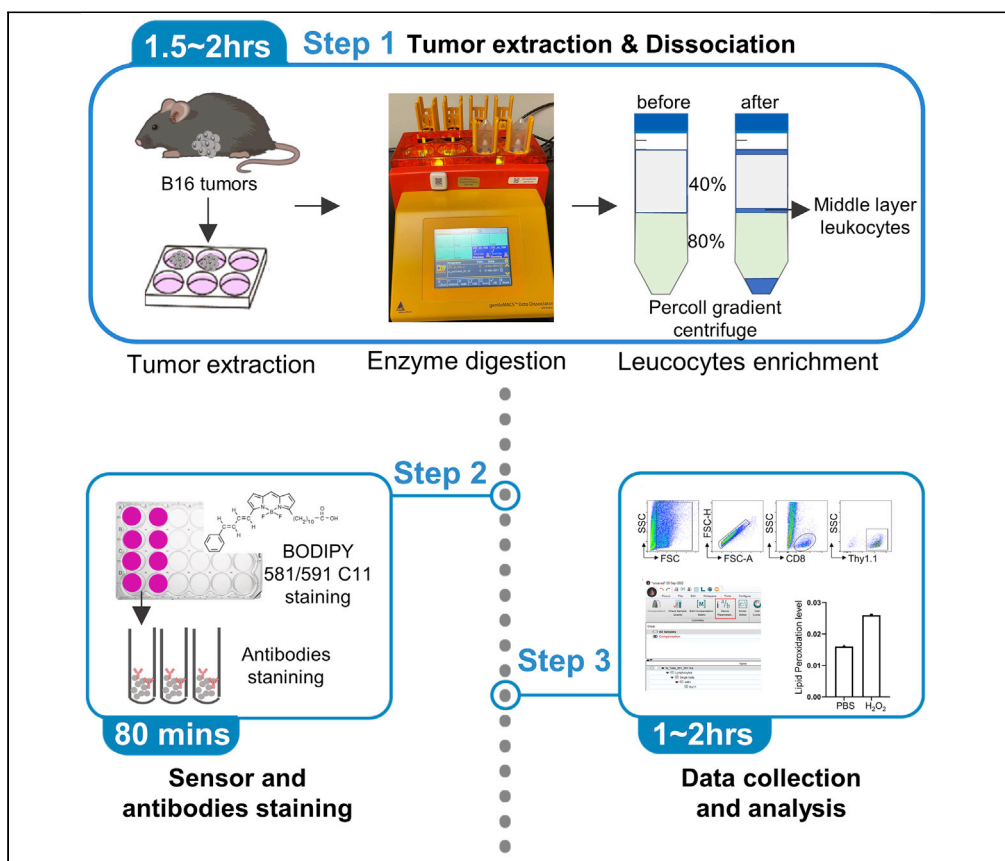 1.5~2hrs
Step 1 Tumor extraction & Dissociation
B16 tumors
before
after
40%
80%
Middle layer
leukocytes
Percoll gradient
centrifuge
Tumor extraction
Enzyme digestion
Leucocytes enrichment
Step 2
BODIPY
581/591 C11
staining
Antibodies
stanining
80 mins
Sensor and
antibodies staining
Step 3
SSC
FSC
FSC-H
FSC-A
SSC
CD8
SSC
Thy1.1
Lipid Peroxidation level
0.03
0.02
0.01
0.00
PBS
H₂O₂
1~2hrs
Data collection
and analysis